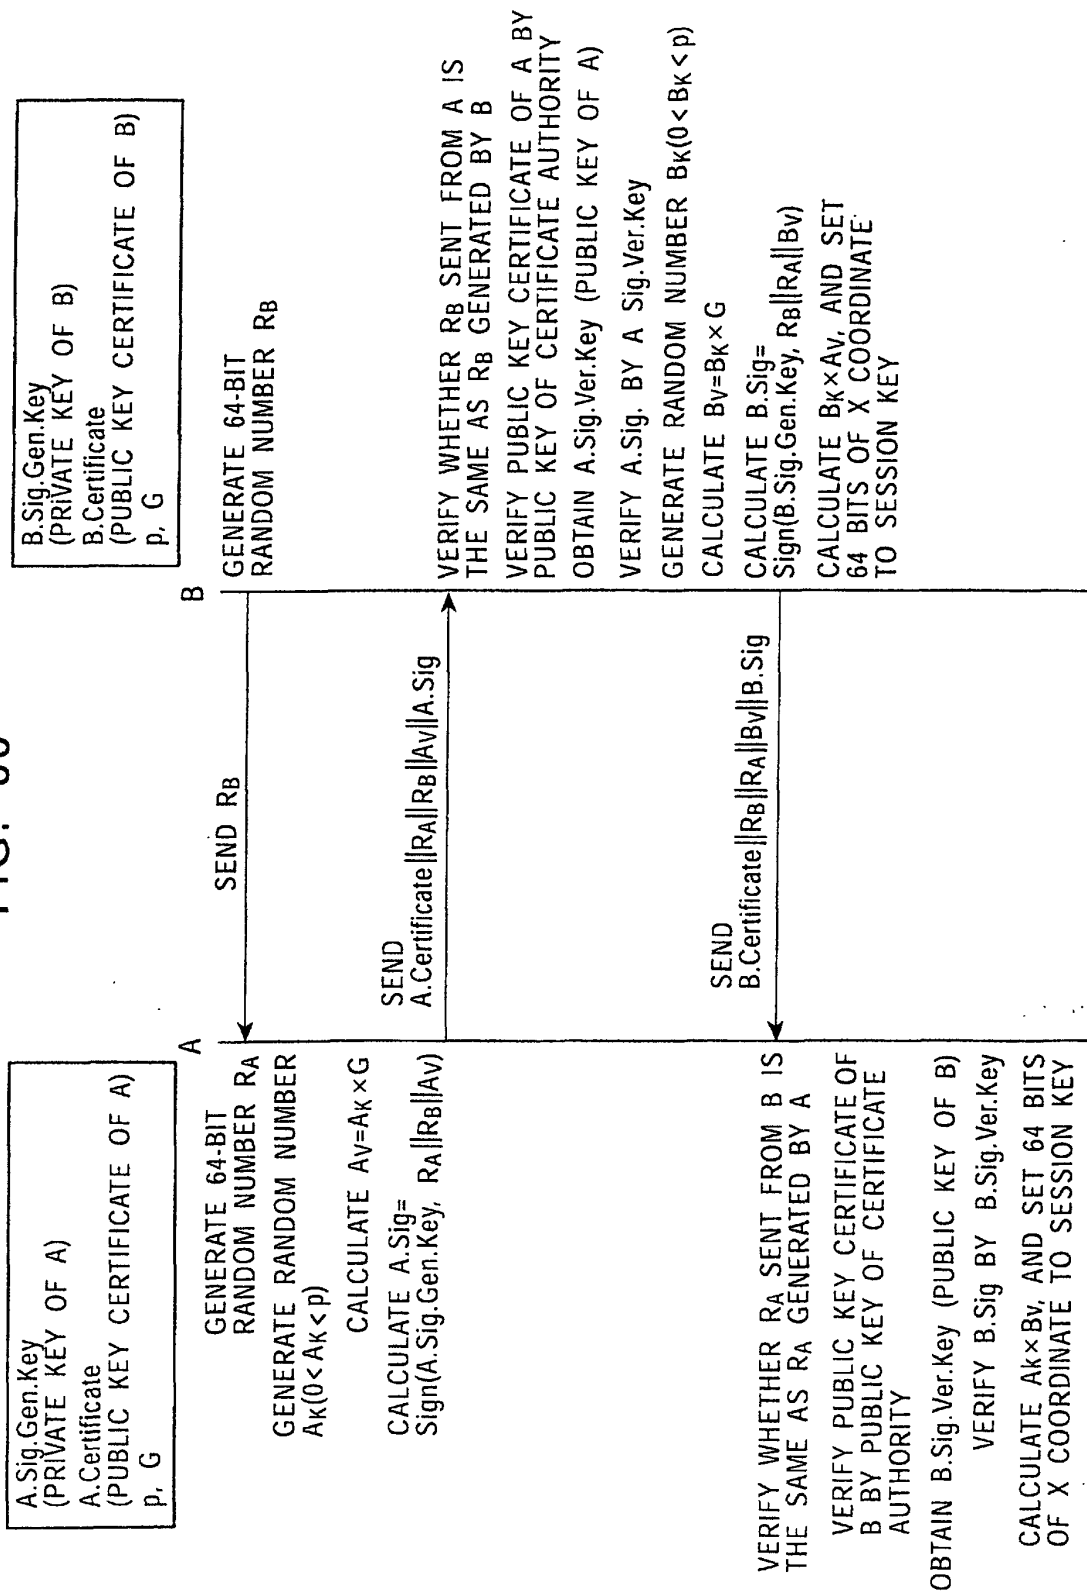 A.Sig.Gen.Key
(PRIVATE KEY OF A)
A.Certificate
(PUBLIC KEY CERTIFICATE OF A)
p, G
B.Sig.Gen.Key
(PRIVATE KEY OF B)
B.Certificate
(PUBLIC KEY CERTIFICATE OF B)
p, G
A
B
GENERATE 64-BIT
RANDOM NUMBER RB
SEND RB
GENERATE 64-BIT
RANDOM NUMBER RA
GENERATE RANDOM NUMBER
AK(0<AK<p)
CALCULATE AV=AK×G
CALCULATE A.Sig=
Sign(A.Sig.Gen.Key, RA||RB||AV)
SEND
A.Certificate||RA||RB||AV||A.Sig
VERIFY WHETHER RB SENT FROM A IS
THE SAME AS RB GENERATED BY B
VERIFY PUBLIC KEY CERTIFICATE OF A BY
PUBLIC KEY OF CERTIFICATE AUTHORITY
OBTAIN A.Sig.Ver.Key (PUBLIC KEY OF A)
VERIFY A.Sig. BY A Sig.Ver.Key
GENERATE RANDOM NUMBER BK(0<BK<p)
CALCULATE BV=BK×G
CALCULATE B.Sig=
Sign(B.Sig.Gen.Key, RB||RA||BV)
CALCULATE BK×AV, AND SET
64 BITS OF X COORDINATE
TO SESSION KEY
SEND
B.Certificate||RB||RA||BV||B.Sig
VERIFY WHETHER RA SENT FROM B IS
THE SAME AS RA GENERATED BY A
VERIFY PUBLIC KEY CERTIFICATE OF
B BY PUBLIC KEY OF CERTIFICATE
AUTHORITY
OBTAIN B.Sig.Ver.Key (PUBLIC KEY OF B)
VERIFY B.Sig BY B.Sig.Ver.Key
CALCULATE Ak×BV, AND SET 64 BITS
OF X COORDINATE TO SESSION KEY